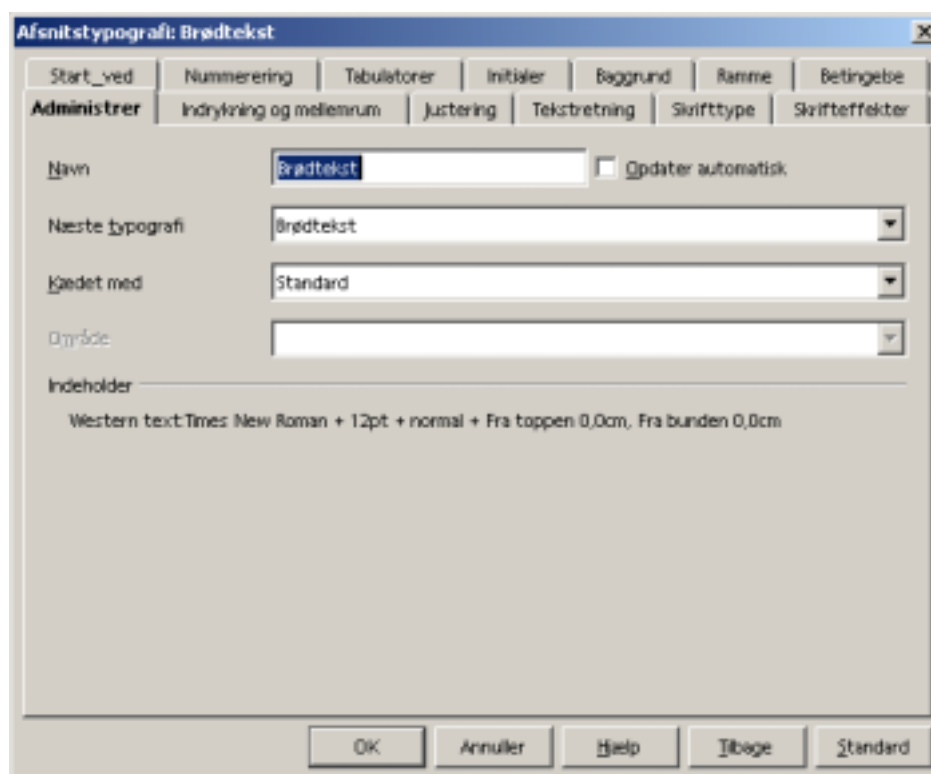 Afsnitstypografi: Brødtekst
Start_ved Nummerering Tabulatorer Initialer Baggrund Ramme Betingelse
Administrer Indrykning og mellemrum Justering Tekstretning Skrifttype Skrifteffekter
Navn Brødtekst Opdater automatisk
Næste typografi Brødtekst
Kædet med Standard
Område
Indeholder
Western text:Times New Roman + 12pt + normal + Fra toppen 0,0cm, Fra bunden 0,0cm
OK Annuller Hjælp Tilbage Standard